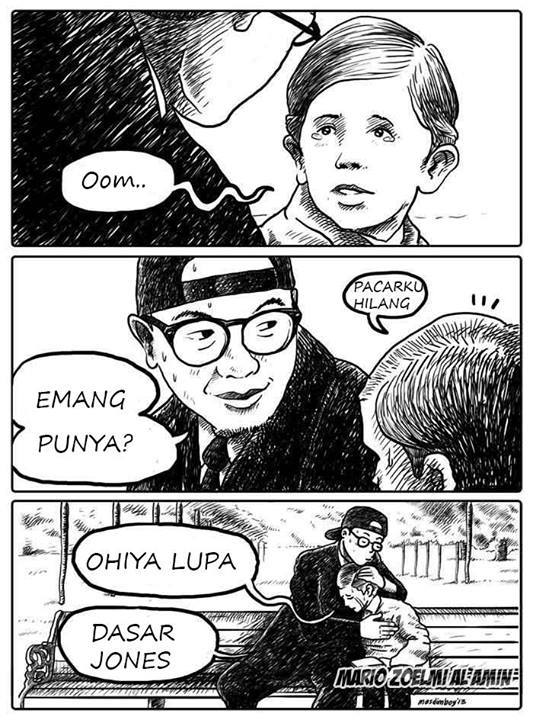 Oom..
PACARKU
HILANG
EMANG
PUNYA?
OHIYA LUPA
DASAR
JONES
MARIO ZOELMI AL-AMIN